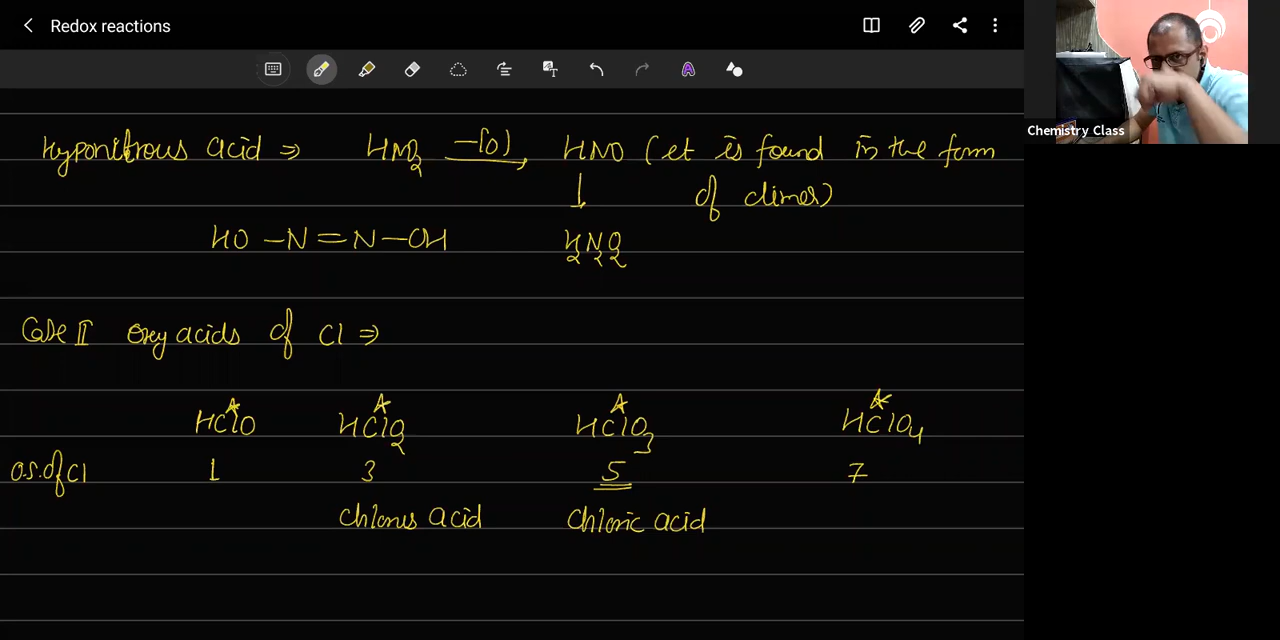 Redox reactions
Chemistry Class
Hyponitrous acid ⇒ HNO2 —[O]→ HNO (it is found in the form
of dimer)
HO – N = N – OH H2N2O2
Case II Oxy acids of Cl ⇒
HClO HClO2 HClO3 HClO4
O.S. of Cl 1 3 5 7
Chlorus acid Chloric acid